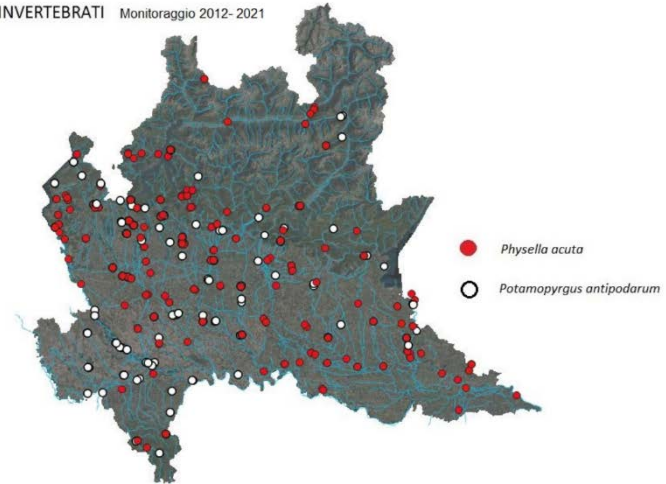 INVERTEBRATI Monitoraggio 2012- 2021
Physella acuta
Potamopyrgus antipodarum